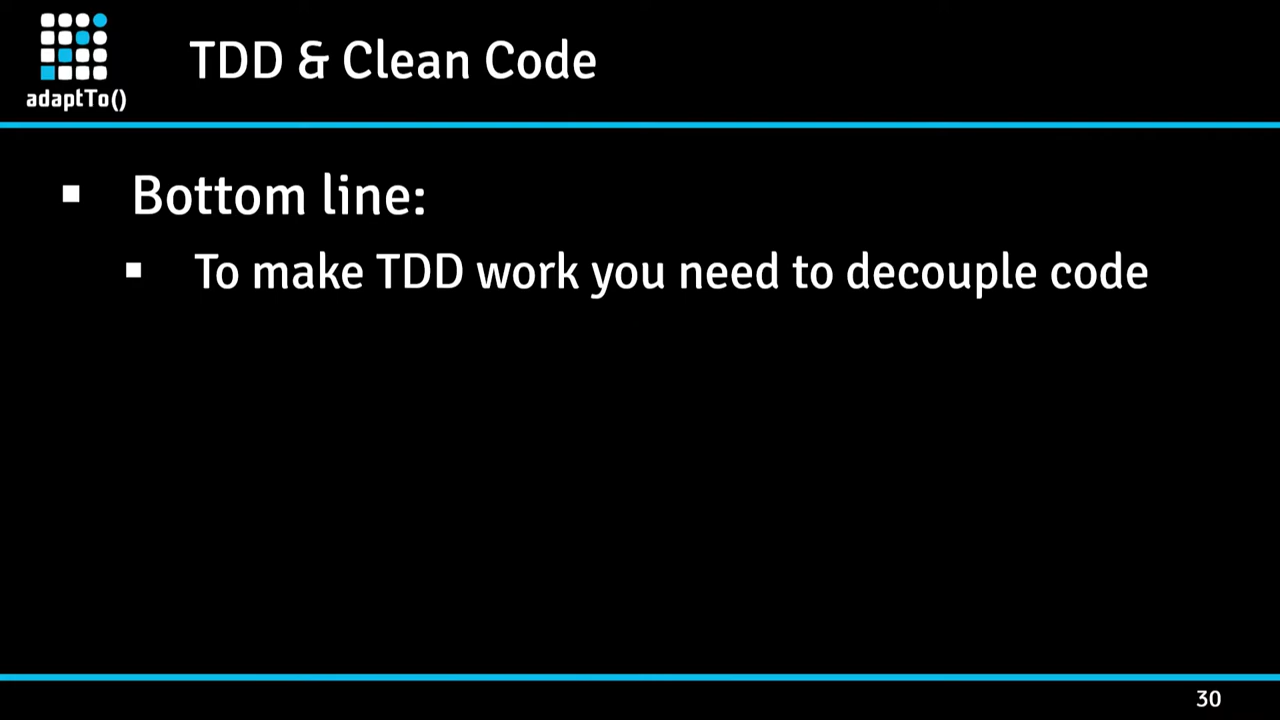 adaptTo()
TDD & Clean Code
Bottom line:
To make TDD work you need to decouple code
30